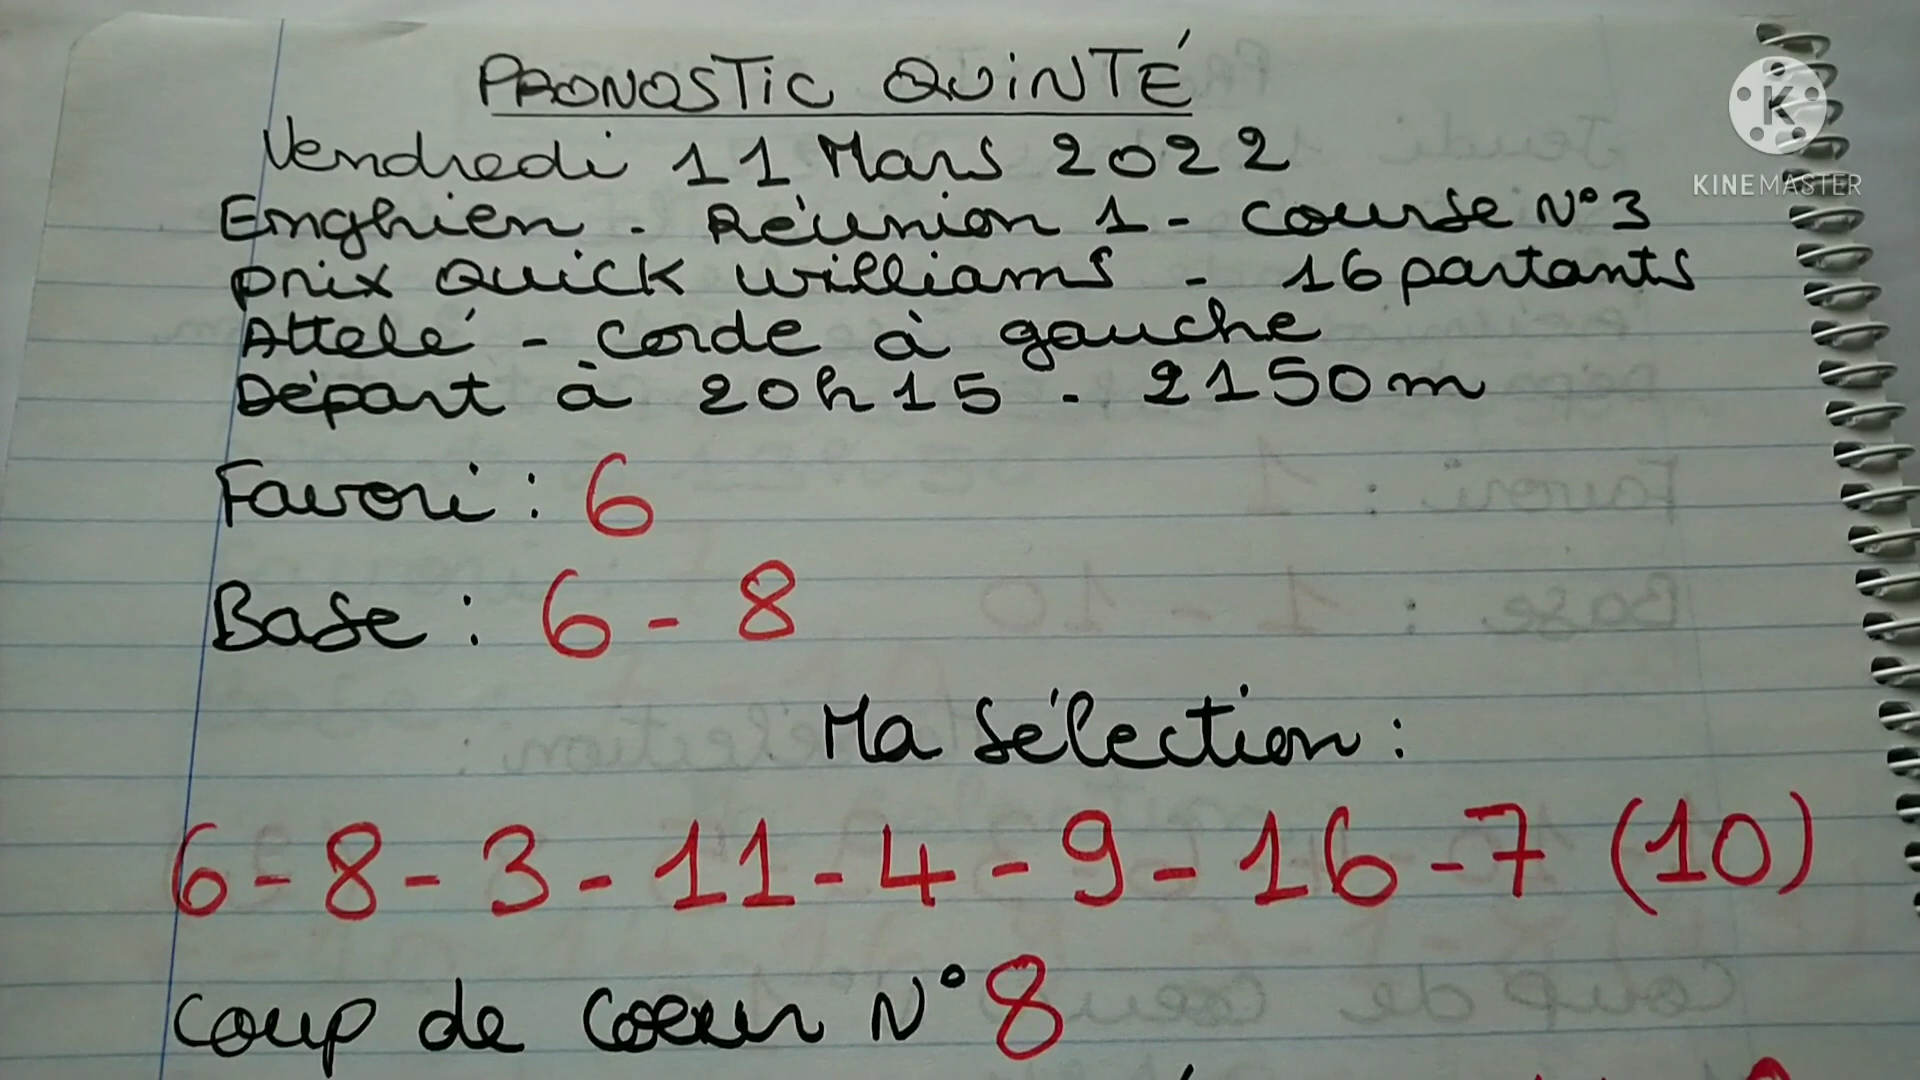 PRONOSTIC QUINTÉ
Vendredi 11 Mars 2022
Enghien - Réunion 1 - Course N°3
prix Quick Williams - 16 partants
Attelé - corde à gauche
Départ à 20h15 - 2150m
Favori : 6
Base : 6 - 8
Ma Sélection :
6 - 8 - 3 - 11 - 4 - 9 - 16 - 7 (10)
Coup de Coeur N° 8
KINEMASTER